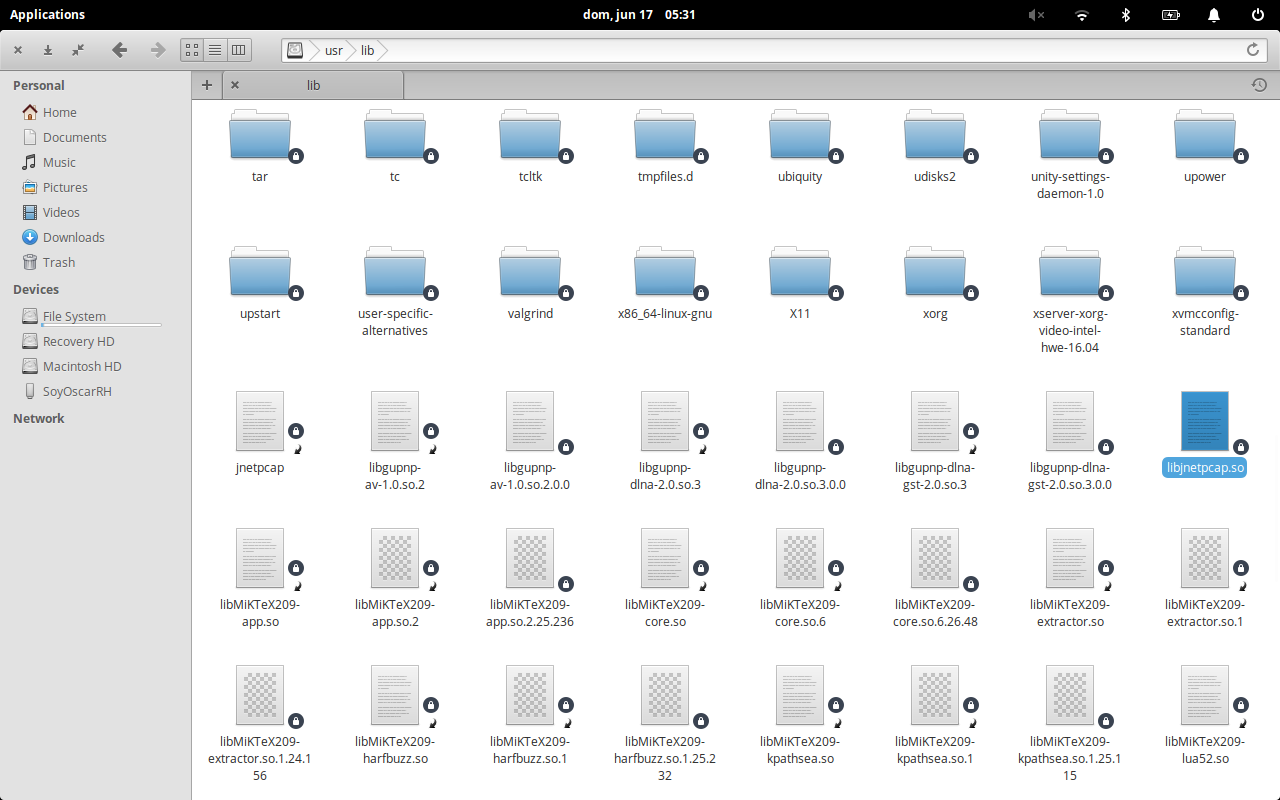 Applications
dom, jun 17 05:31
usr
lib
lib
Personal
Home
Documents
Music
Pictures
Videos
Downloads
Trash
Devices
File System
Recovery HD
Macintosh HD
SoyOscarRH
Network
tar
tc
tcltk
tmpfiles.d
ubiquity
udisks2
unity-settings-
daemon-1.0
upower
upstart
user-specific-
alternatives
valgrind
x86_64-linux-gnu
X11
xorg
xserver-xorg-
video-intel-
hwe-16.04
xvmcconfig-
standard
jnetpcap
libgupnp-
av-1.0.so.2
libgupnp-
av-1.0.so.2.0.0
libgupnp-
dlna-2.0.so.3
libgupnp-
dlna-2.0.so.3.0.0
libgupnp-dlna-
gst-2.0.so.3
libgupnp-dlna-
gst-2.0.so.3.0.0
libjnetpcap.so
libMiKTeX209-
app.so
libMiKTeX209-
app.so.2
libMiKTeX209-
app.so.2.25.236
libMiKTeX209-
core.so
libMiKTeX209-
core.so.6
libMiKTeX209-
core.so.6.26.48
libMiKTeX209-
extractor.so
libMiKTeX209-
extractor.so.1
libMiKTeX209-
extractor.so.1.24.1
56
libMiKTeX209-
harfbuzz.so
libMiKTeX209-
harfbuzz.so.1
libMiKTeX209-
harfbuzz.so.1.25.2
32
libMiKTeX209-
kpathsea.so
libMiKTeX209-
kpathsea.so.1
libMiKTeX209-
kpathsea.so.1.25.1
15
libMiKTeX209-
lua52.so